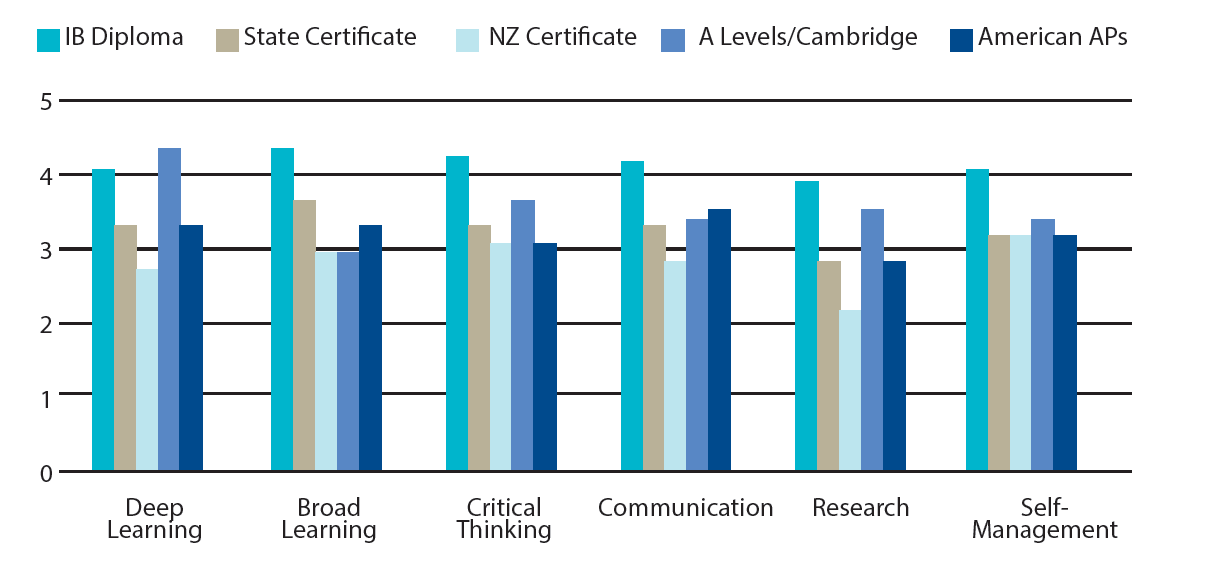 IB Diploma State Certificate NZ Certificate A Levels/Cambridge American APs
5
4
3
2
1
0
Deep
Learning
Broad
Learning
Critical
Thinking
Communication
Research
Self-
Management